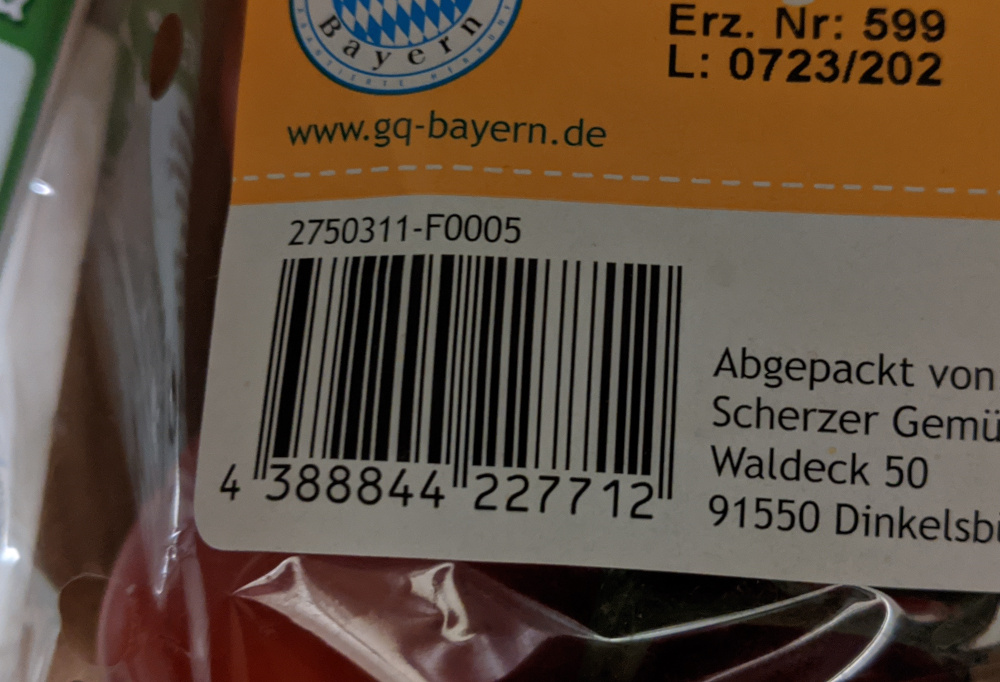 Bayern
Erz. Nr: 599
L: 0723/202
www.gq-bayern.de
2750311-F0005
4 388844 227712
Abgepackt von
Scherzer Gemü
Waldeck 50
91550 Dinkelsb